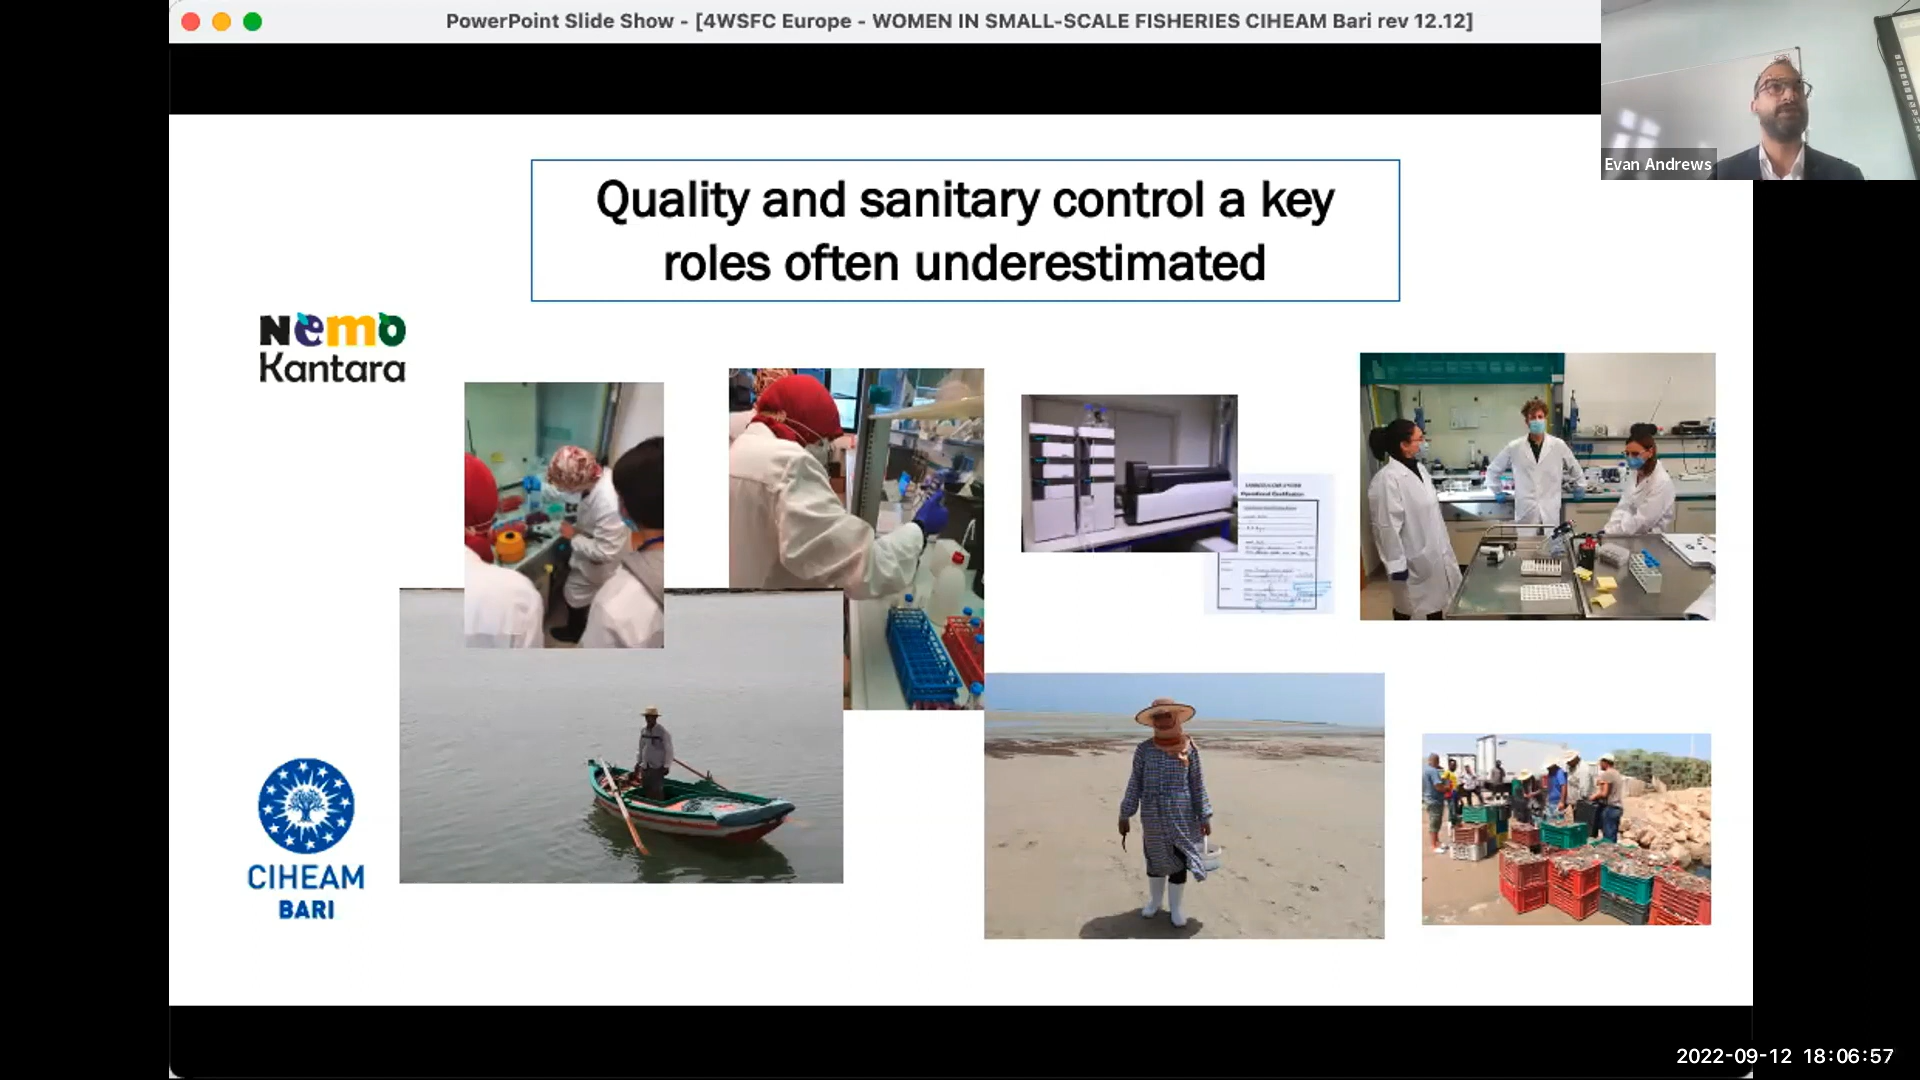 PowerPoint Slide Show - [4WSFC Europe - WOMEN IN SMALL-SCALE FISHERIES CIHEAM Bari rev 12.12]
Evan Andrews
Quality and sanitary control a key
roles often underestimated
Nemo
Kantara
CIHEAM
BARI
2022-09-12 18:06:57